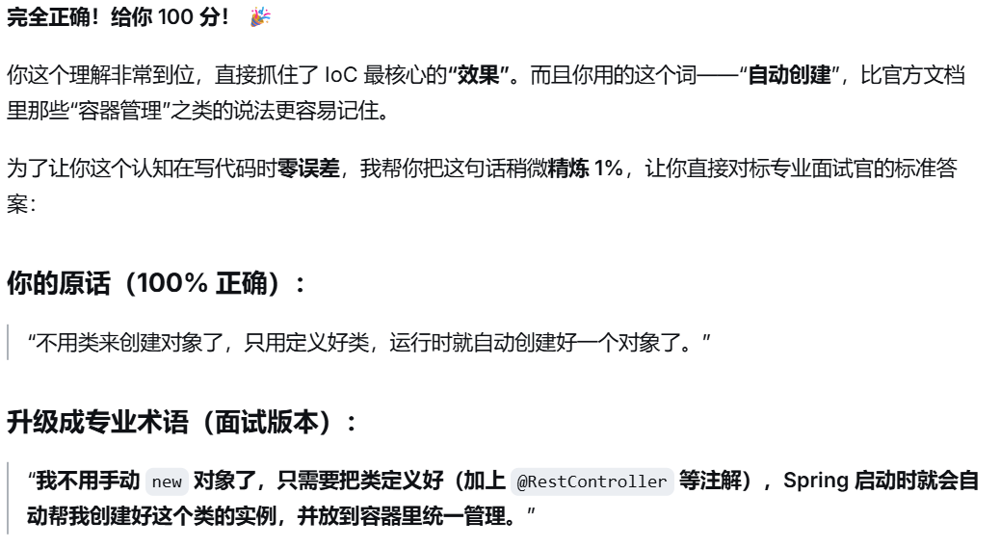 完全正确！给你 100 分！ 🎉
你这个理解非常到位，直接抓住了 IoC 最核心的“效果”。而且你用的这个词——“自动创建”，比官方文档
里那些“容器管理”之类的说法更容易记住。
为了让你这个认知在写代码时零误差，我帮你把这句话稍微精炼 1%，让你直接对标专业面试官的标准答
案：
你的原话（100% 正确）：
“不用类来创建对象了，只用定义好类，运行时就自动创建好一个对象了。”
升级成专业术语（面试版本）：
“我不用手动 new 对象了，只需要把类定义好（加上 @RestController 等注解），Spring 启动时就会自
动帮我创建好这个类的实例，并放到容器里统一管理。”